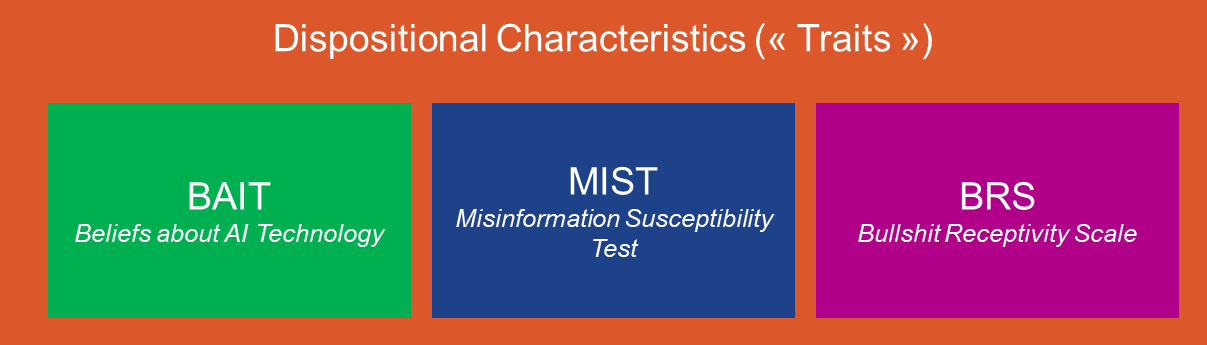 Dispositional Characteristics (« Traits »)
BAIT
Beliefs about AI Technology
MIST
Misinformation Susceptibility
Test
BRS
Bullshit Receptivity Scale